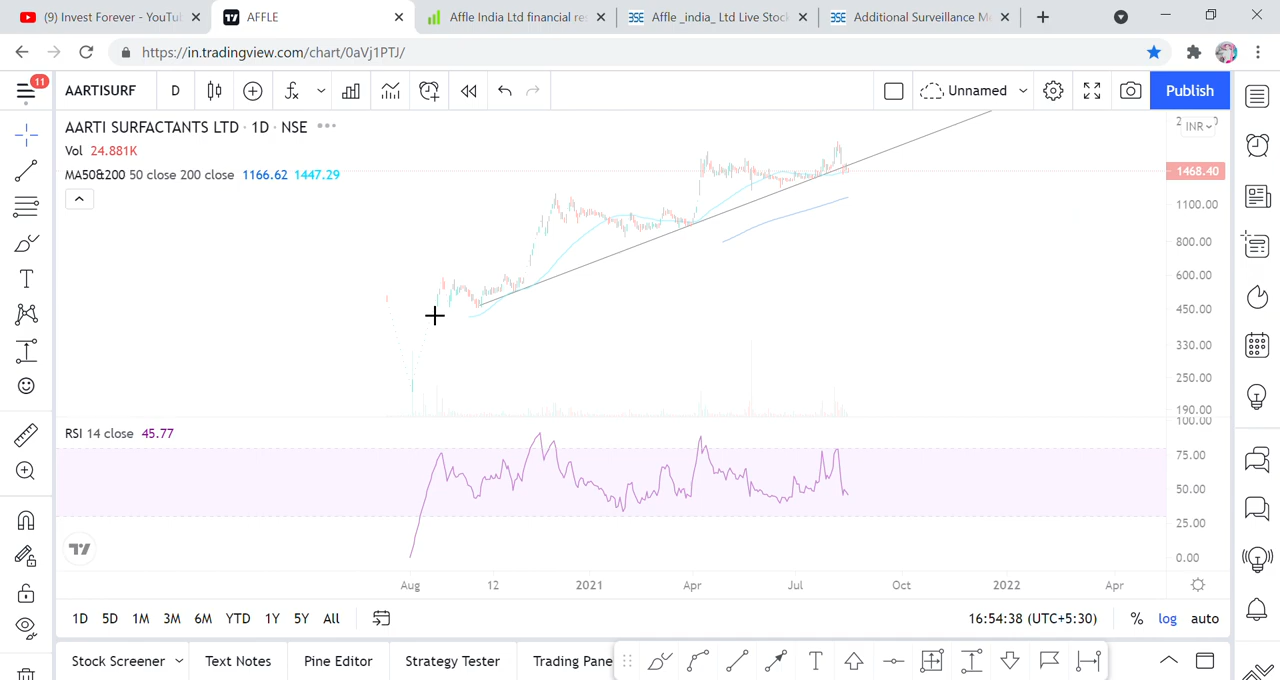 (9) Invest Forever - YouTu
AFFLE
Affle India Ltd financial re
Affle _india_ Ltd Live Stock
Additional Surveillance M
https://in.tradingview.com/chart/0aVj1PTJ/
11
AARTISURF
D
Unnamed
Publish
AARTI SURFACTANTS LTD · 1D · NSE
Vol 24.881K
MA50&200 50 close 200 close 1166.62 1447.29
INR
1468.40
1100.00
800.00
600.00
450.00
330.00
250.00
190.00
100.00
RSI 14 close 45.77
75.00
50.00
25.00
0.00
Aug 12 2021 Apr Jul Oct 2022 Apr
1D 5D 1M 3M 6M YTD 1Y 5Y All
16:54:38 (UTC+5:30) % log auto
Stock Screener Text Notes Pine Editor Strategy Tester Trading Pane